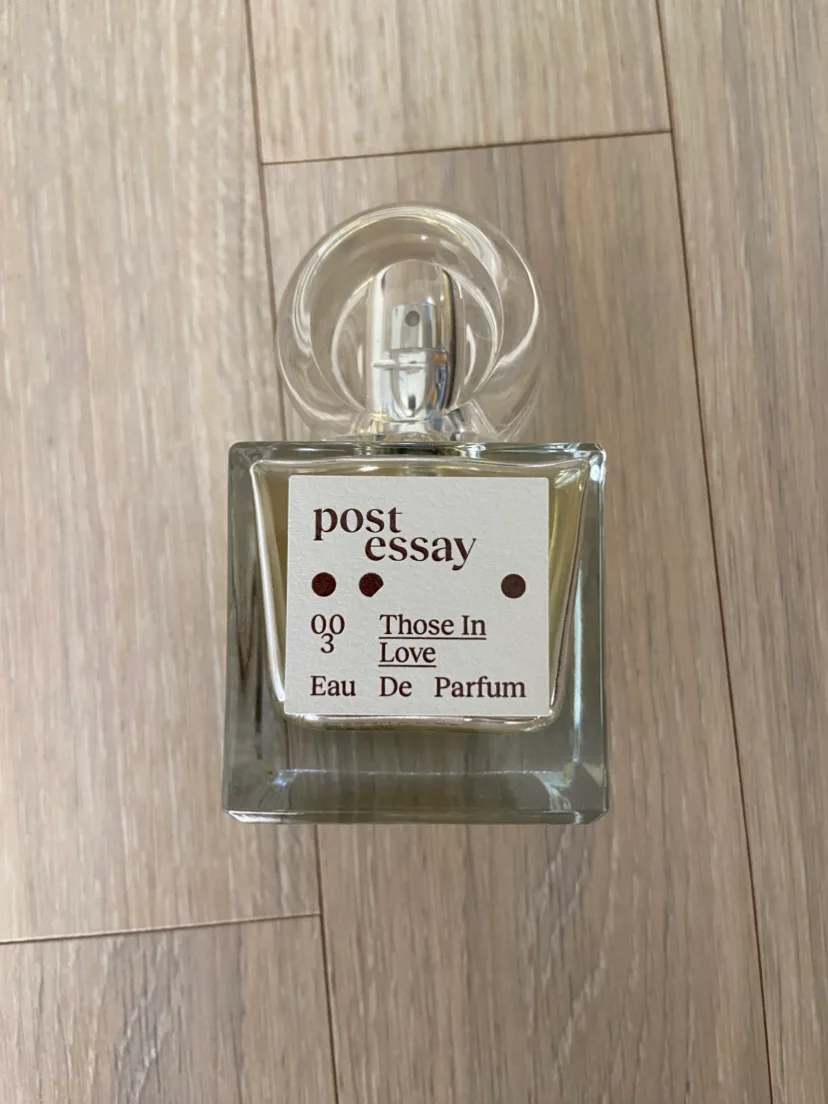 post
essay
00
3
Those In
Love
Eau De Parfum